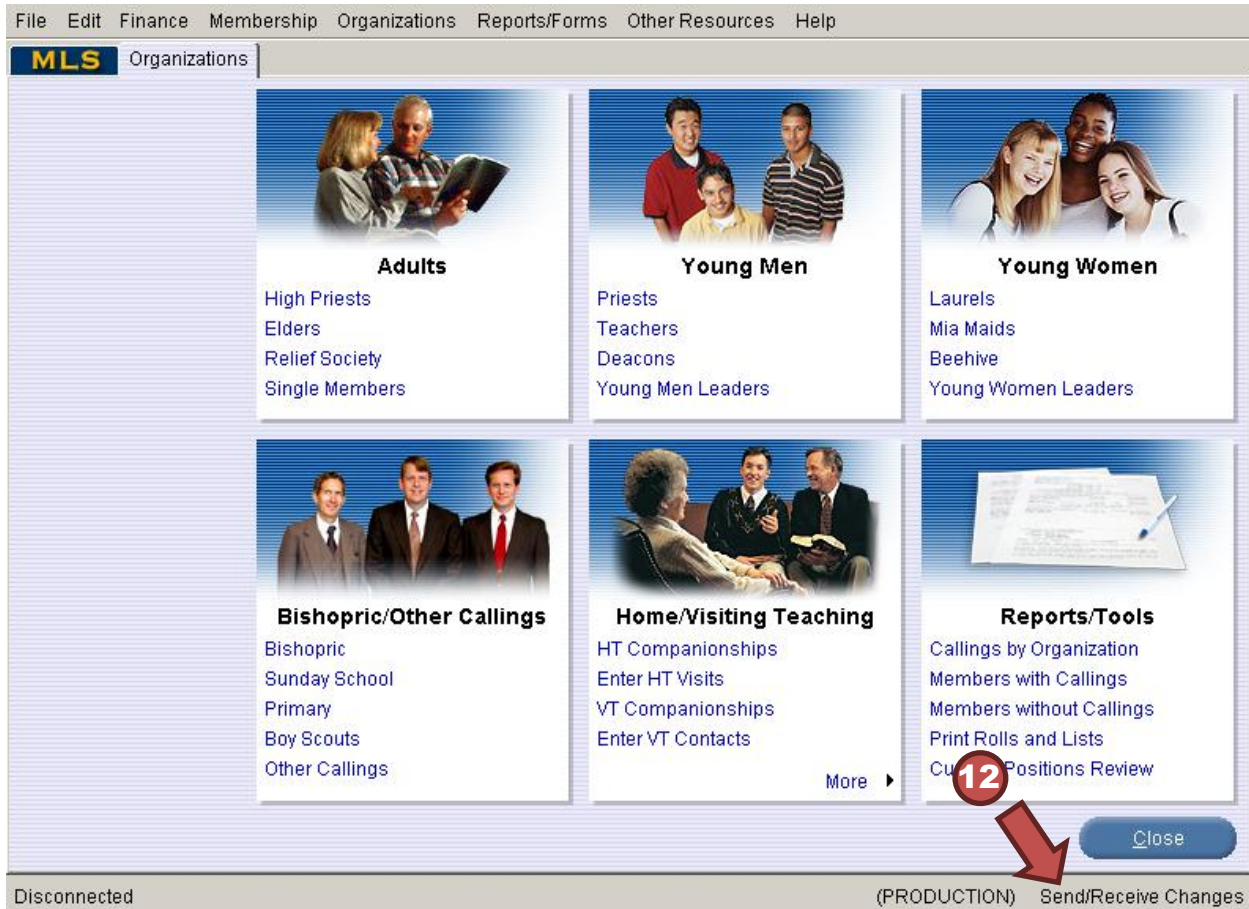 File Edit Finance Membership Organizations Reports/Forms Other Resources Help
MLS Organizations
Adults
High Priests
Elders
Relief Society
Single Members
Young Men
Priests
Teachers
Deacons
Young Men Leaders
Young Women
Laurels
Mia Maids
Beehive
Young Women Leaders
Bishopric/Other Callings
Bishopric
Sunday School
Primary
Boy Scouts
Other Callings
Home/Visiting Teaching
HT Companionships
Enter HT Visits
VT Companionships
Enter VT Contacts
More
Reports/Tools
Callings by Organization
Members with Callings
Members without Callings
Print Rolls and Lists
Positions Review
12
Close
Disconnected (PRODUCTION) Send/Receive Changes